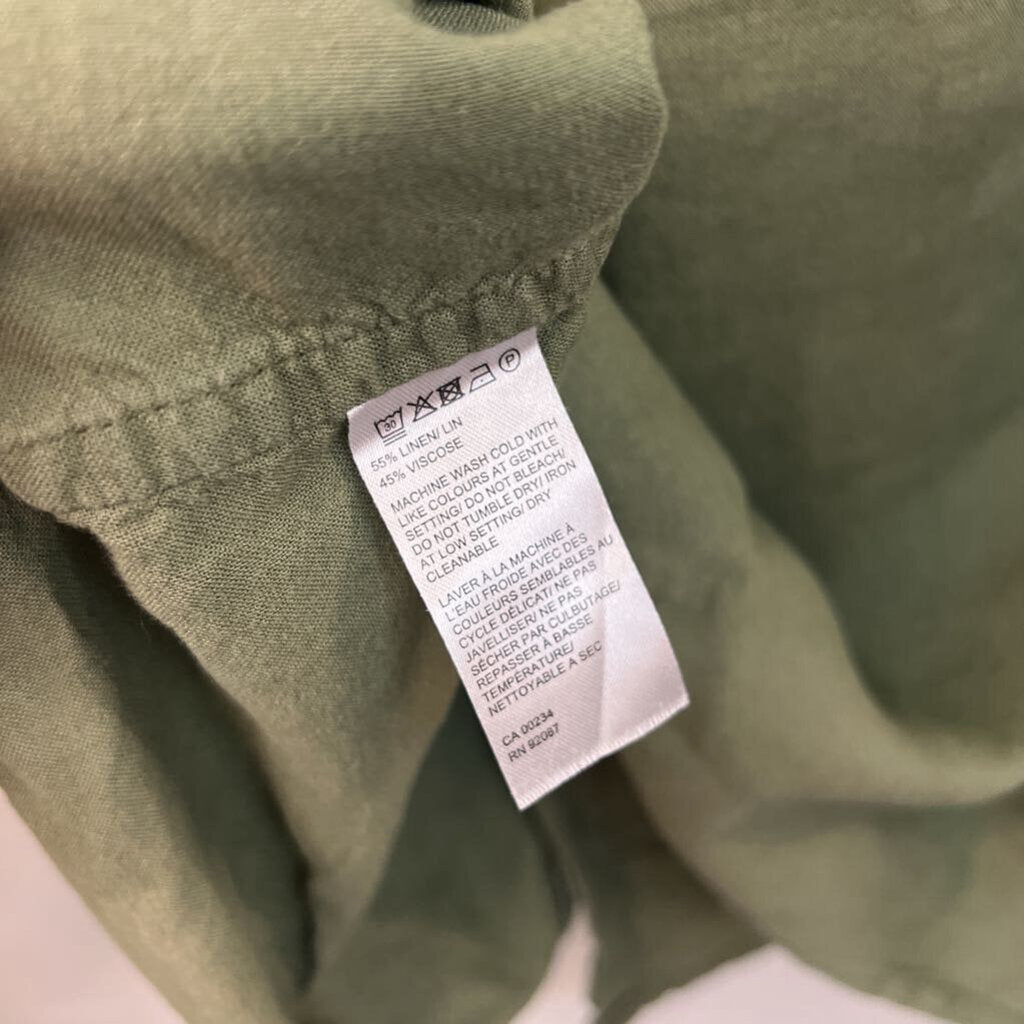 30
P
55% LINEN/ LIN
45% VISCOSE
MACHINE WASH COLD WITH
LIKE COLOURS AT GENTLE
SETTING/ DO NOT BLEACH/
DO NOT TUMBLE DRY/ IRON
AT LOW SETTING/ DRY
CLEANABLE
LAVER À LA MACHINE À
L'EAU FROIDE AVEC DES
COULEURS SEMBLABLES AU
CYCLE DÉLICAT/ NE PAS
JAVELLISER/ NE PAS
SÉCHER PAR CULBUTAGE/
REPASSER À BASSE
TEMPÉRATURE/
NETTOYABLE À SEC
CA 00234
RN 92087